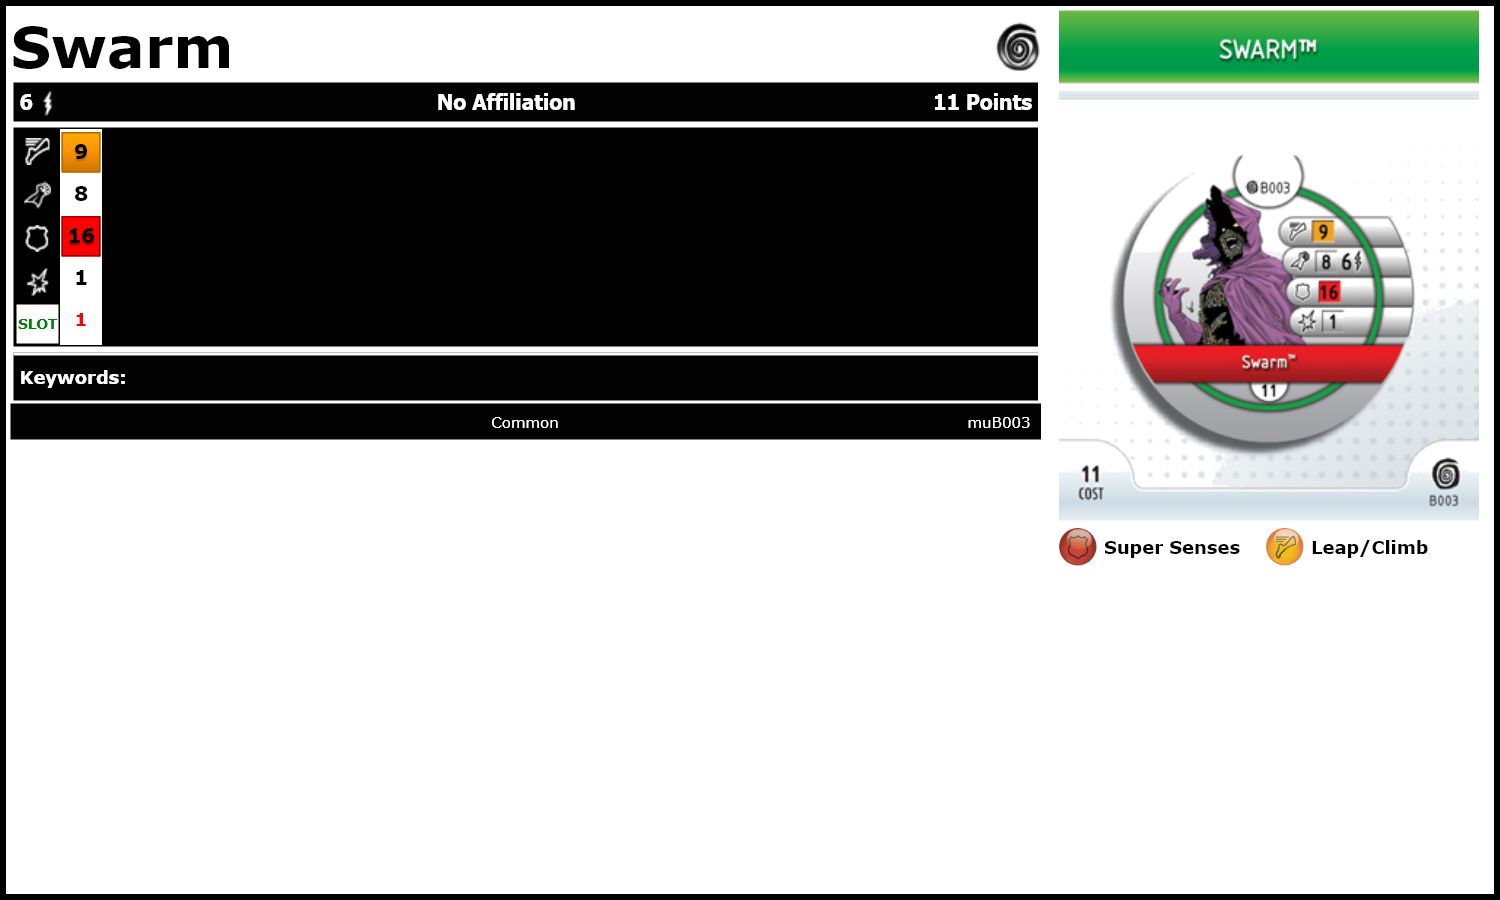 Swarm
6 No Affiliation 11 Points
9
8
16
1
SLOT 1
Keywords:
Common muB003
SWARM™
B003
9
8 6
16
1
Swarm™
11
11
COST
B003
Super Senses Leap/Climb